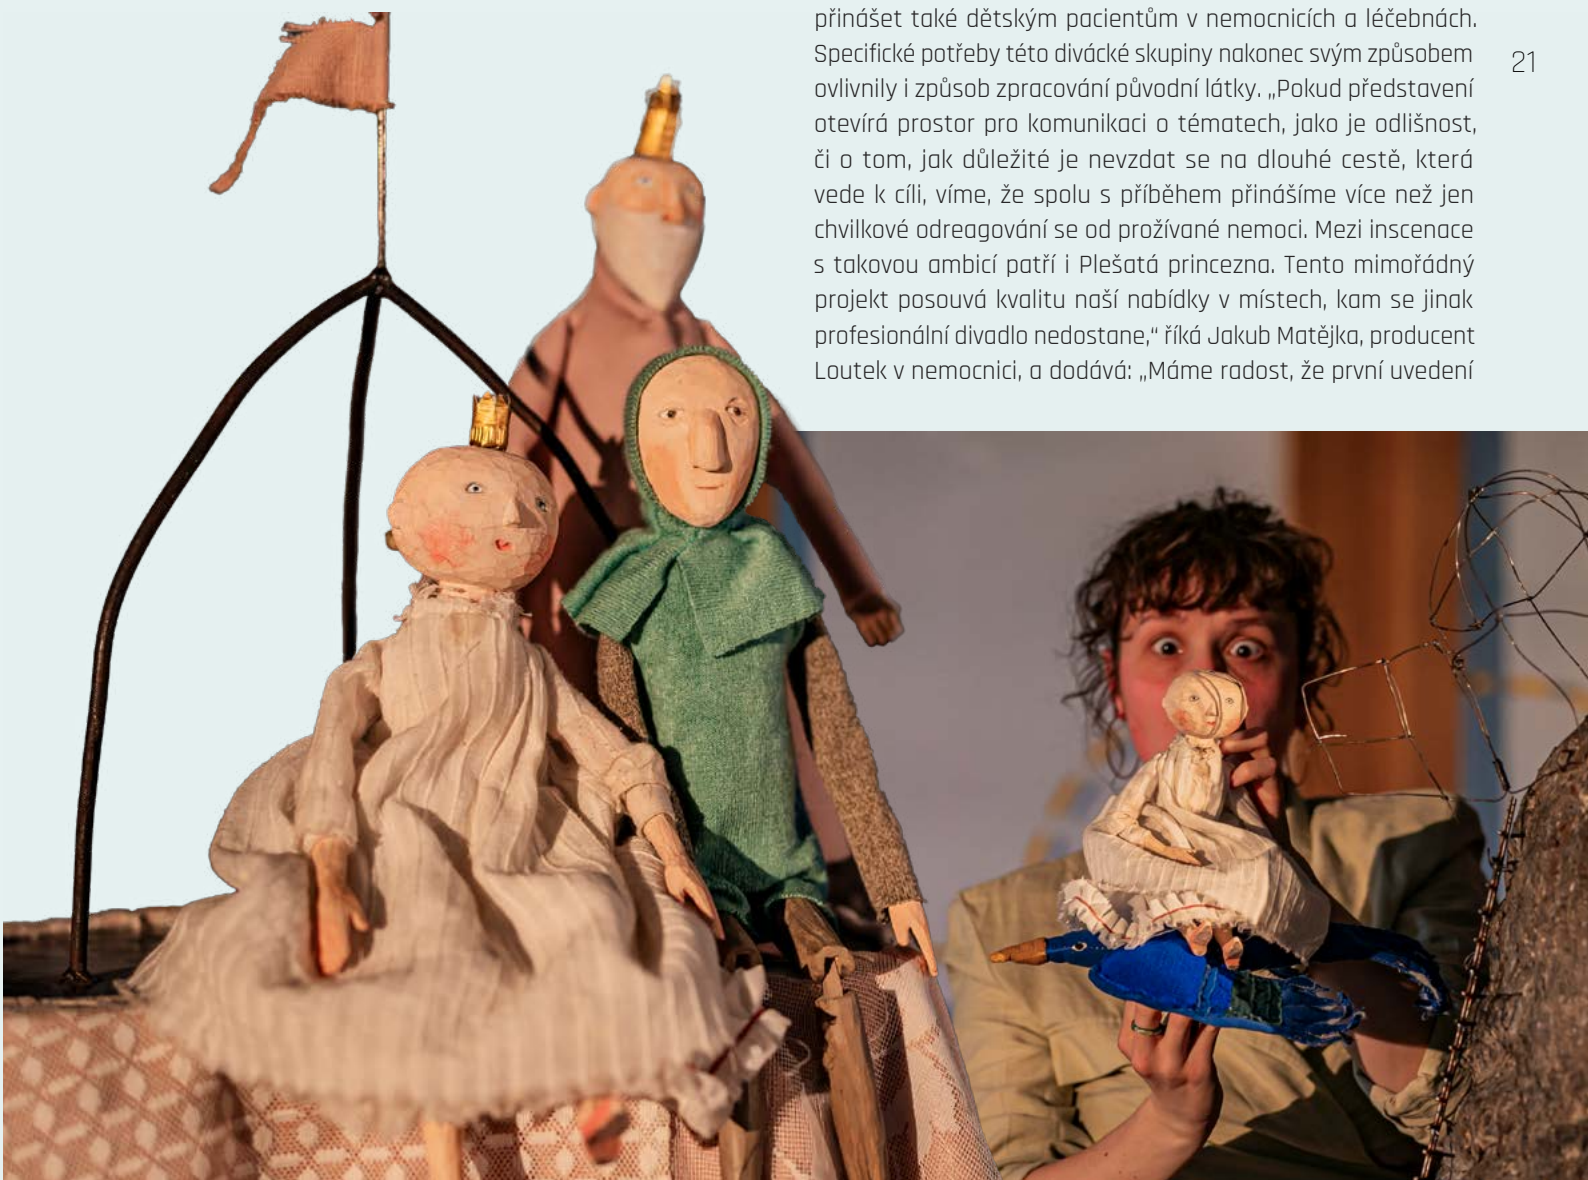 přinášet také dětským pacientům v nemocnicích a léčebnách.
Specifické potřeby této divácké skupiny nakonec svým způsobem
ovlivnily i způsob zpracování původní látky. „Pokud představení
otevírá prostor pro komunikaci o tématech, jako je odlišnost,
či o tom, jak důležité je nevzdat se na dlouhé cestě, která
vede k cíli, víme, že spolu s příběhem přinášíme více než jen
chvilkové odreagování se od prožívané nemoci. Mezi inscenace
s takovou ambicí patří i Plešatá princezna. Tento mimořádný
projekt posouvá kvalitu naší nabídky v místech, kam se jinak
profesionální divadlo nedostane,“ říká Jakub Matějka, producent
Loutek v nemocnici, a dodává: „Máme radost, že první uvedení
21